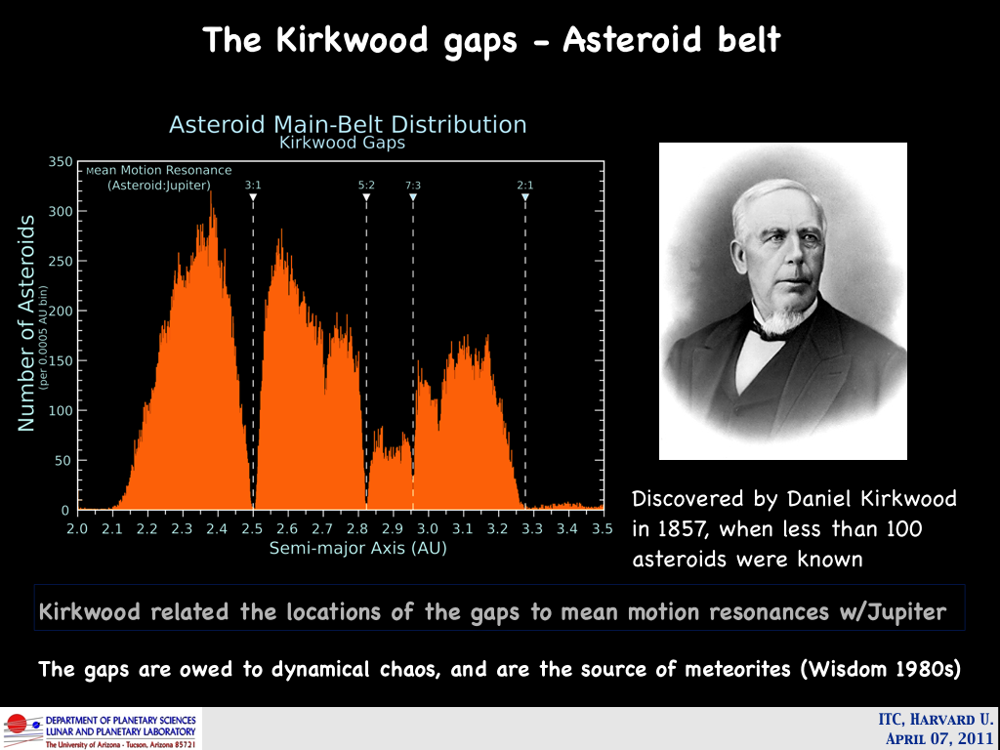 The Kirkwood gaps - Asteroid belt
Asteroid Main-Belt Distribution
Kirkwood Gaps
Mean Motion Resonance
(Asteroid:Jupiter)
3:1
5:2
7:3
2:1
350
300
250
200
150
100
50
0
Number of Asteroids
(per 0.0005 AU bin)
2.0 2.1 2.2 2.3 2.4 2.5 2.6 2.7 2.8 2.9 3.0 3.1 3.2 3.3 3.4 3.5
Semi-major Axis (AU)
Discovered by Daniel Kirkwood
in 1857, when less than 100
asteroids were known
Kirkwood related the locations of the gaps to mean motion resonances w/Jupiter
The gaps are owed to dynamical chaos, and are the source of meteorites (Wisdom 1980s)
DEPARTMENT OF PLANETARY SCIENCES
LUNAR AND PLANETARY LABORATORY
The University of Arizona - Tucson, Arizona 85721
ITC, Harvard U.
April 07, 2011